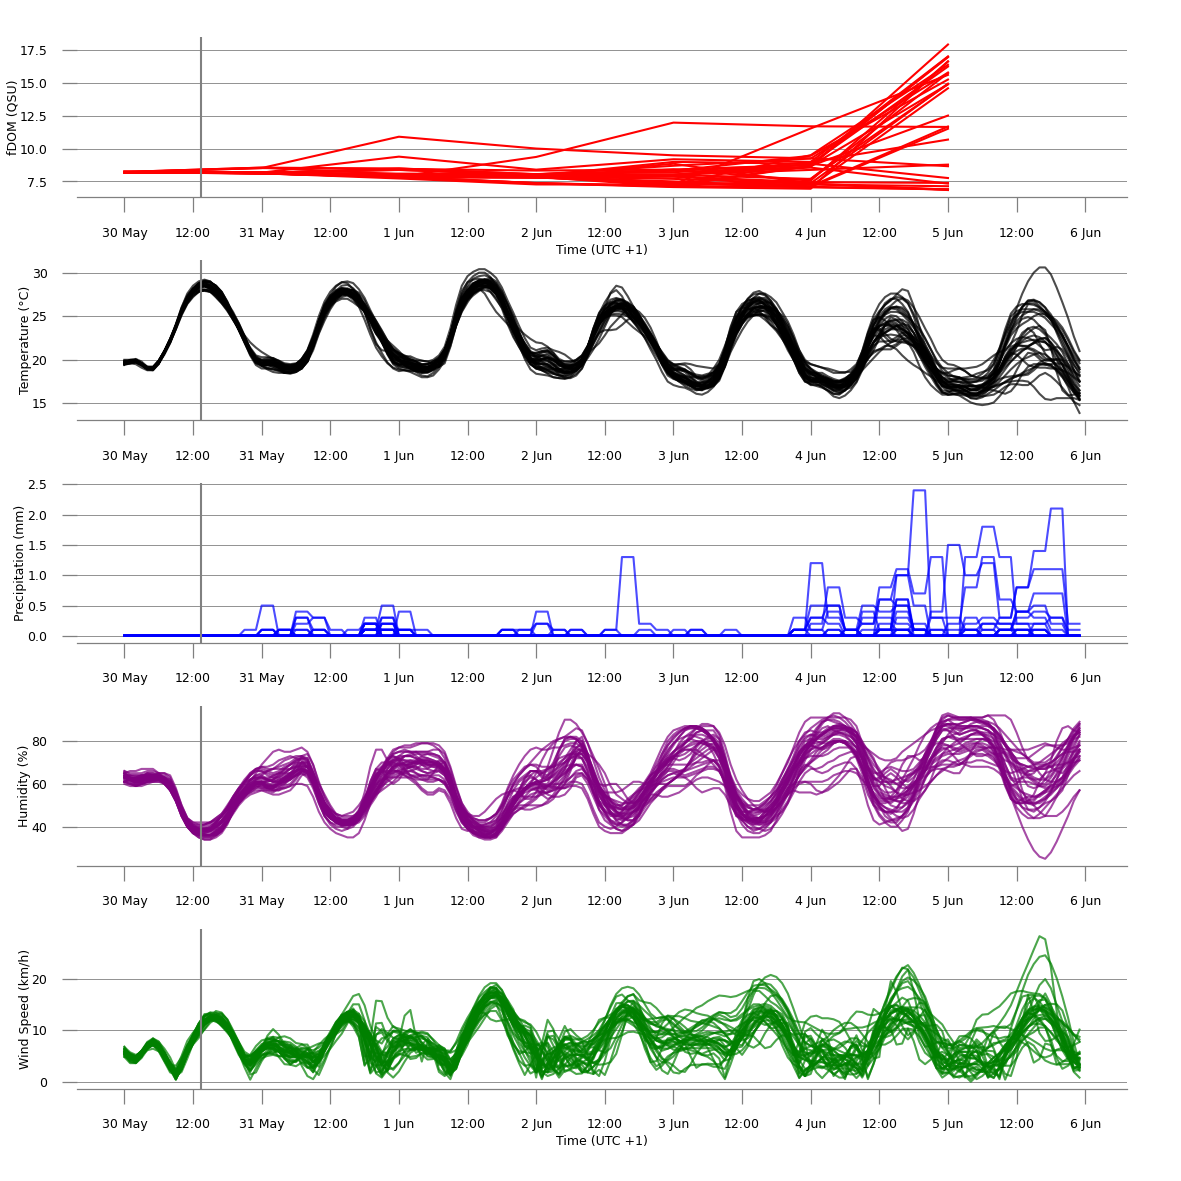 fDOM (QSU)
17.5
15.0
12.5
10.0
7.5
30 May 12:00 31 May 12:00 1 Jun 12:00 2 Jun 12:00 3 Jun 12:00 4 Jun 12:00 5 Jun 12:00 6 Jun
Time (UTC +1)
Temperature (°C)
30
25
20
15
30 May 12:00 31 May 12:00 1 Jun 12:00 2 Jun 12:00 3 Jun 12:00 4 Jun 12:00 5 Jun 12:00 6 Jun
Precipitation (mm)
2.5
2.0
1.5
1.0
0.5
0.0
30 May 12:00 31 May 12:00 1 Jun 12:00 2 Jun 12:00 3 Jun 12:00 4 Jun 12:00 5 Jun 12:00 6 Jun
Humidity (%)
80
60
40
30 May 12:00 31 May 12:00 1 Jun 12:00 2 Jun 12:00 3 Jun 12:00 4 Jun 12:00 5 Jun 12:00 6 Jun
Wind Speed (km/h)
20
10
0
30 May 12:00 31 May 12:00 1 Jun 12:00 2 Jun 12:00 3 Jun 12:00 4 Jun 12:00 5 Jun 12:00 6 Jun
Time (UTC +1)